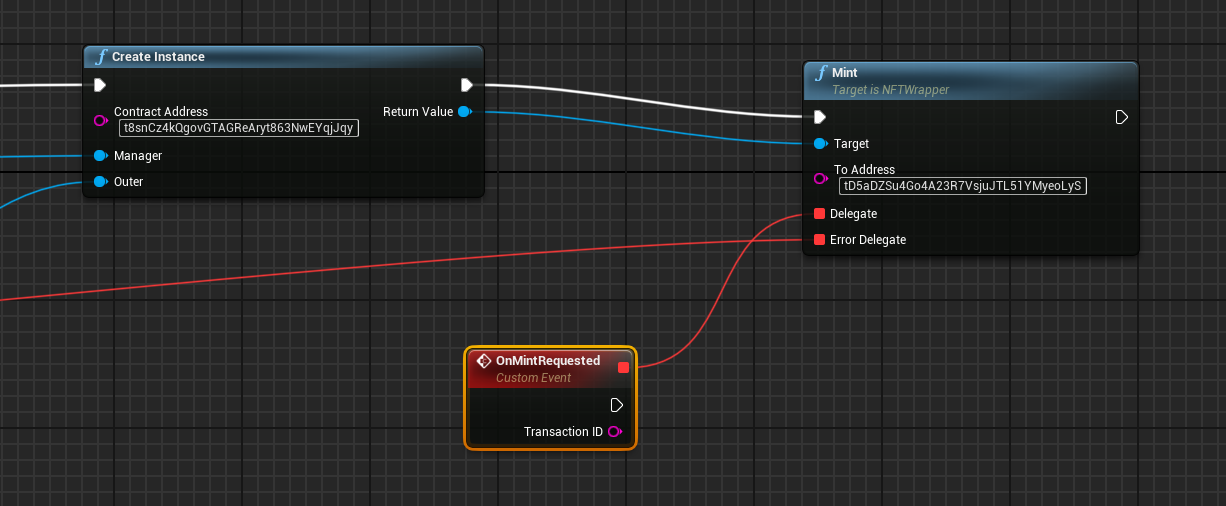 Create Instance
Contract Address
t8snCz4kQgovGTAGReAryt863NwEYqjJqy
Return Value
Manager
Outer
Mint
Target is NFTWrapper
Target
To Address
tD5aDZSu4Go4A23R7VsjuJTL51YMyeoLyS
Delegate
Error Delegate
OnMintRequested
Custom Event
Transaction ID